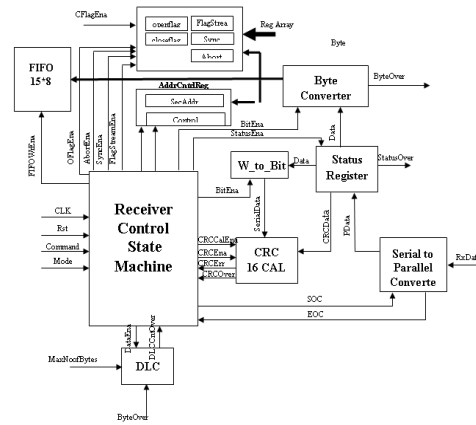 CFlagEna
openflag
FlagStrea
closeflag
Sync
Abort
Reg Array
Byte
FIFO
15*8
AddrCntrlReg
SecAddr
Control
Byte
Converter
ByteOver
FIFOWrEna
OFlagEna
AborEna
SyncEna
FlagStreamEna
BitEna
StatusEna
Data
W_to_Bit
Data
Status
Register
StatusOver
BitEna
SerialData
CRCData
PData
CLK
Rst
Command
Mode
Receiver
Control
State
Machine
CRCCalEna
CRCEna
CRCErr
CRCOver
CRC
16 CAL
Serial to
Parallel
Converte
RxDat
SOC
EOC
DataEna
DLCCntOver
MaxNoofBytes
DLC
ByteOver